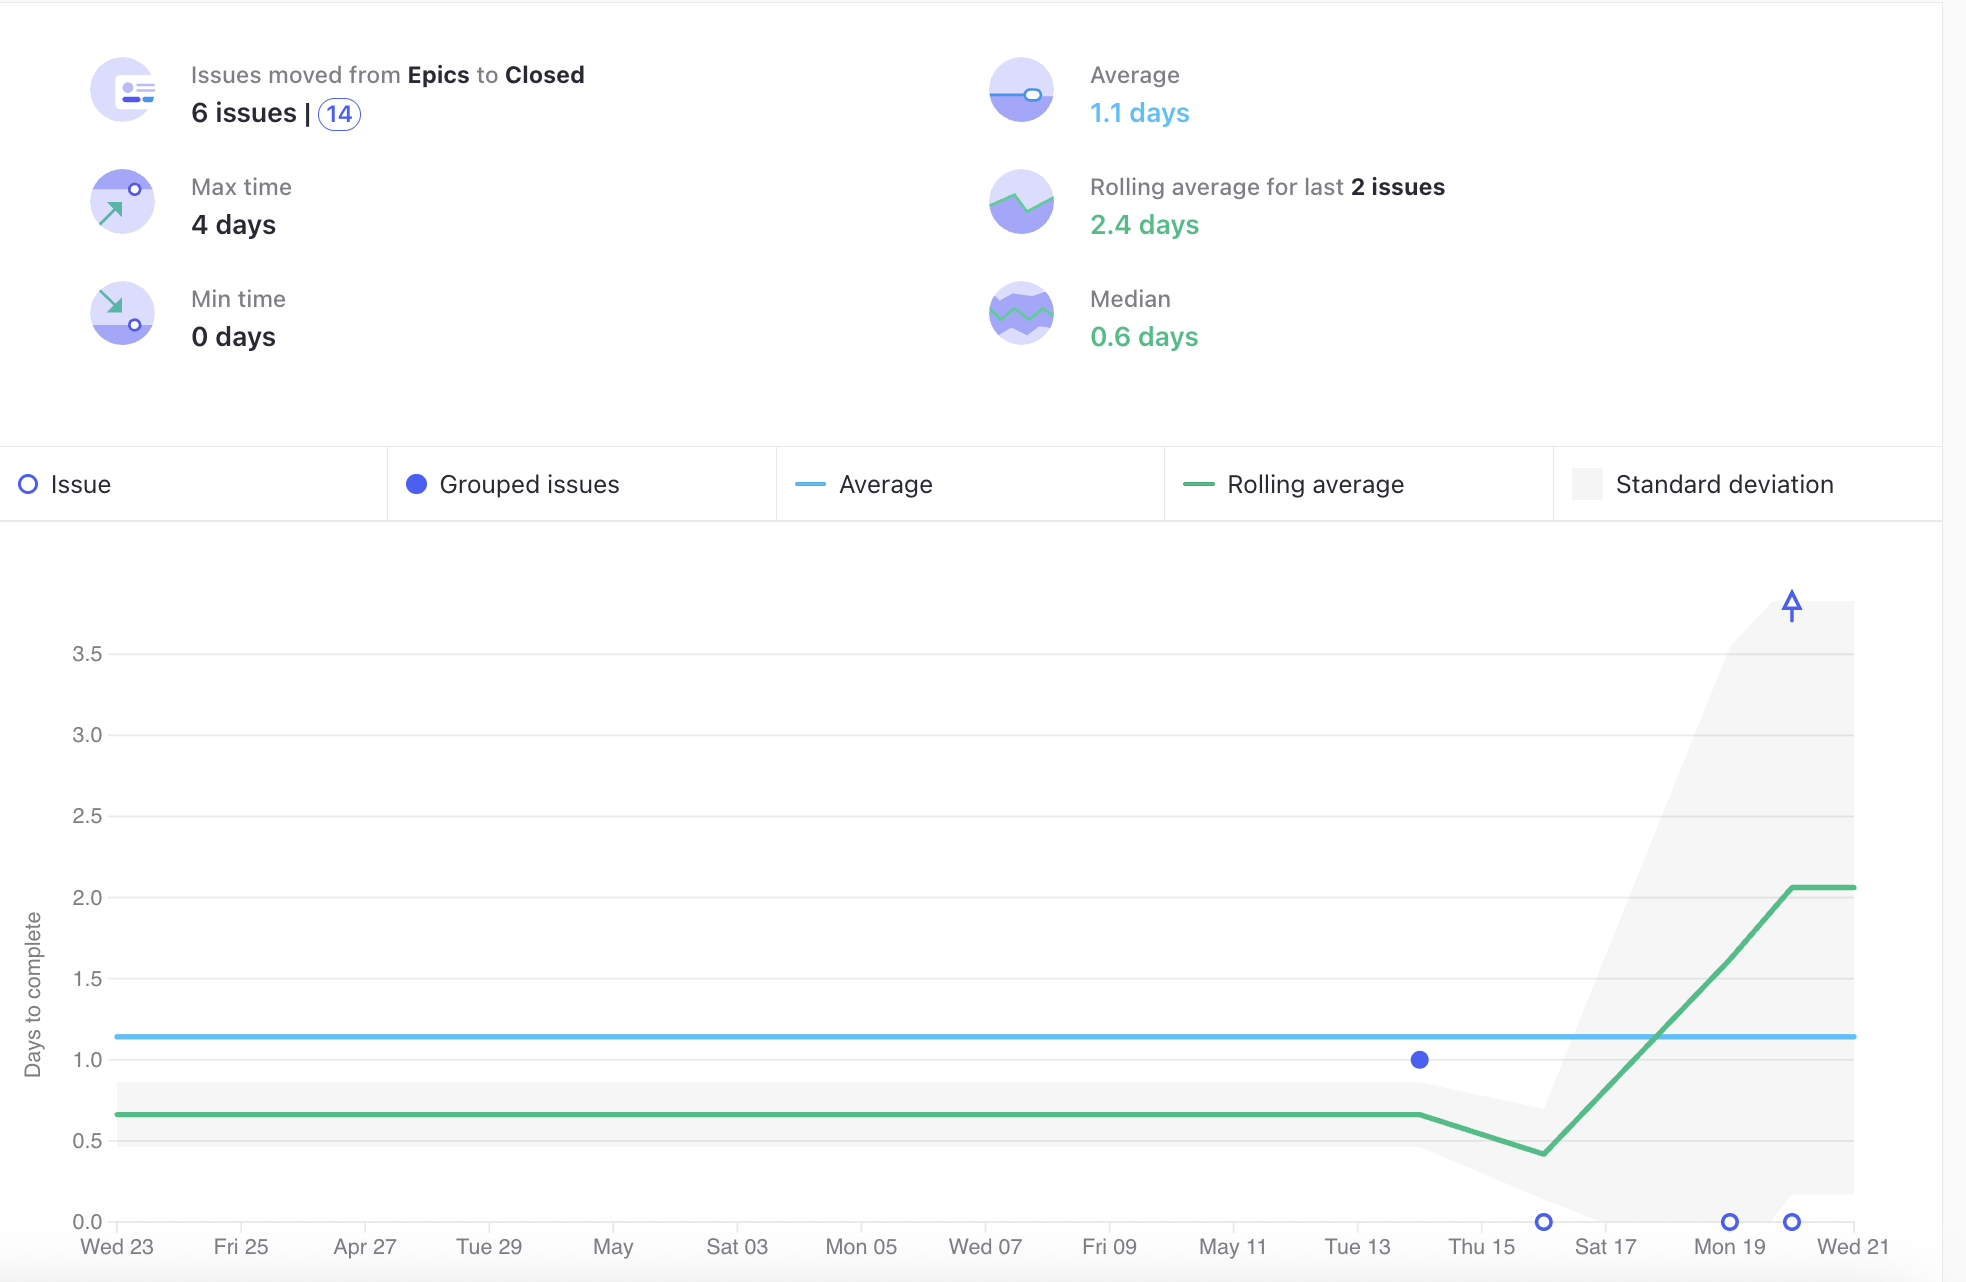 Issues moved from Epics to Closed
6 issues | 14
Max time
4 days
Min time
0 days
Average
1.1 days
Rolling average for last 2 issues
2.4 days
Median
0.6 days
Issue
Grouped issues
Average
Rolling average
Standard deviation
Days to complete
3.5
3.0
2.5
2.0
1.5
1.0
0.5
0.0
Wed 23 Fri 25 Apr 27 Tue 29 May Sat 03 Mon 05 Wed 07 Fri 09 May 11 Tue 13 Thu 15 Sat 17 Mon 19 Wed 21